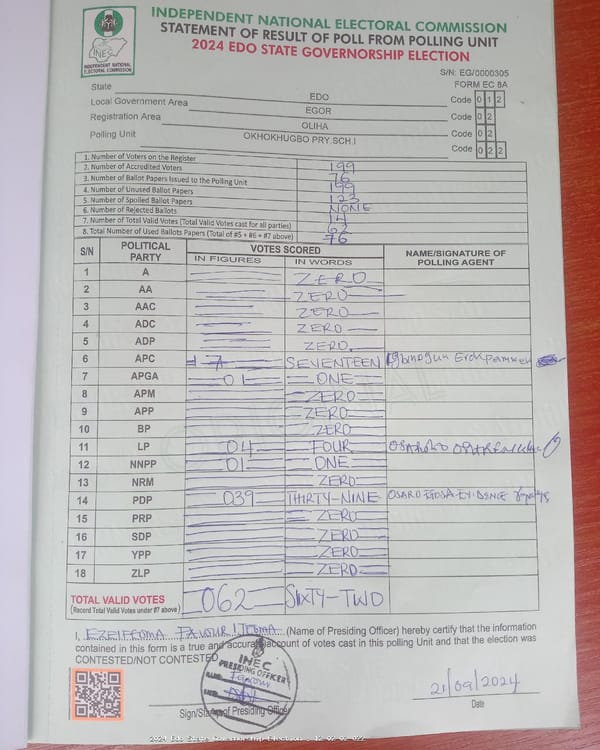 INDEPENDENT NATIONAL ELECTORAL COMMISSION
STATEMENT OF RESULT OF POLL FROM POLLING UNIT
2024 EDO STATE GOVERNORSHIP ELECTION
INEC
INDEPENDENT NATIONAL
ELECTORAL COMMISSION
S/N: EG/0000305
FORM EC 8A
State EDO Code 0 1 2
Local Government Area EGOR Code 0 2
Registration Area OLIHA Code 0 2
Polling Unit OKHOKHUGBO PRY.SCH.I Code 0 2 2
1. Number of Voters on the Register 199
2. Number of Accredited Voters 76
3. Number of Ballot Papers Issued to the Polling Unit 199
4. Number of Unused Ballot Papers 123
5. Number of Spoiled Ballot Papers NONE
6. Number of Rejected Ballots 14
7. Number of Total Valid Votes (Total Valid Votes cast for all parties) 62
8. Total Number of Used Ballots Papers (Total of #5 + #6 + #7 above) 76
S/N POLITICAL PARTY VOTES SCORED NAME/SIGNATURE OF POLLING AGENT
IN FIGURES IN WORDS
1 A ZERO
2 AA ZERO
3 AAC ZERO
4 ADC ZERO
5 ADP ZERO
6 APC 17 SEVENTEEN
7 APGA 01 ONE
8 APM ZERO
9 APP ZERO
10 BP ZERO
11 LP 04 FOUR
12 NNPP 01 ONE
13 NRM ZERO
14 PDP 039 THIRTY-NINE EVIDENCE
15 PRP ZERO
16 SDP ZERO
17 YPP ZERO
18 ZLP ZERO
TOTAL VALID VOTES 062 SIXTY-TWO
(Record Total Valid Votes under #7 above)
I, EZEIFEOMA FAVOUR IFEOMA (Name of Presiding Officer) hereby certify that the information
contained in this form is a true and accurate account of votes cast in this polling Unit and that the election was
CONTESTED/NOT CONTESTED
INEC
PRESIDING OFFICER
Favour
21/09/2024
Sign/Stamp of Presiding Officer
Date